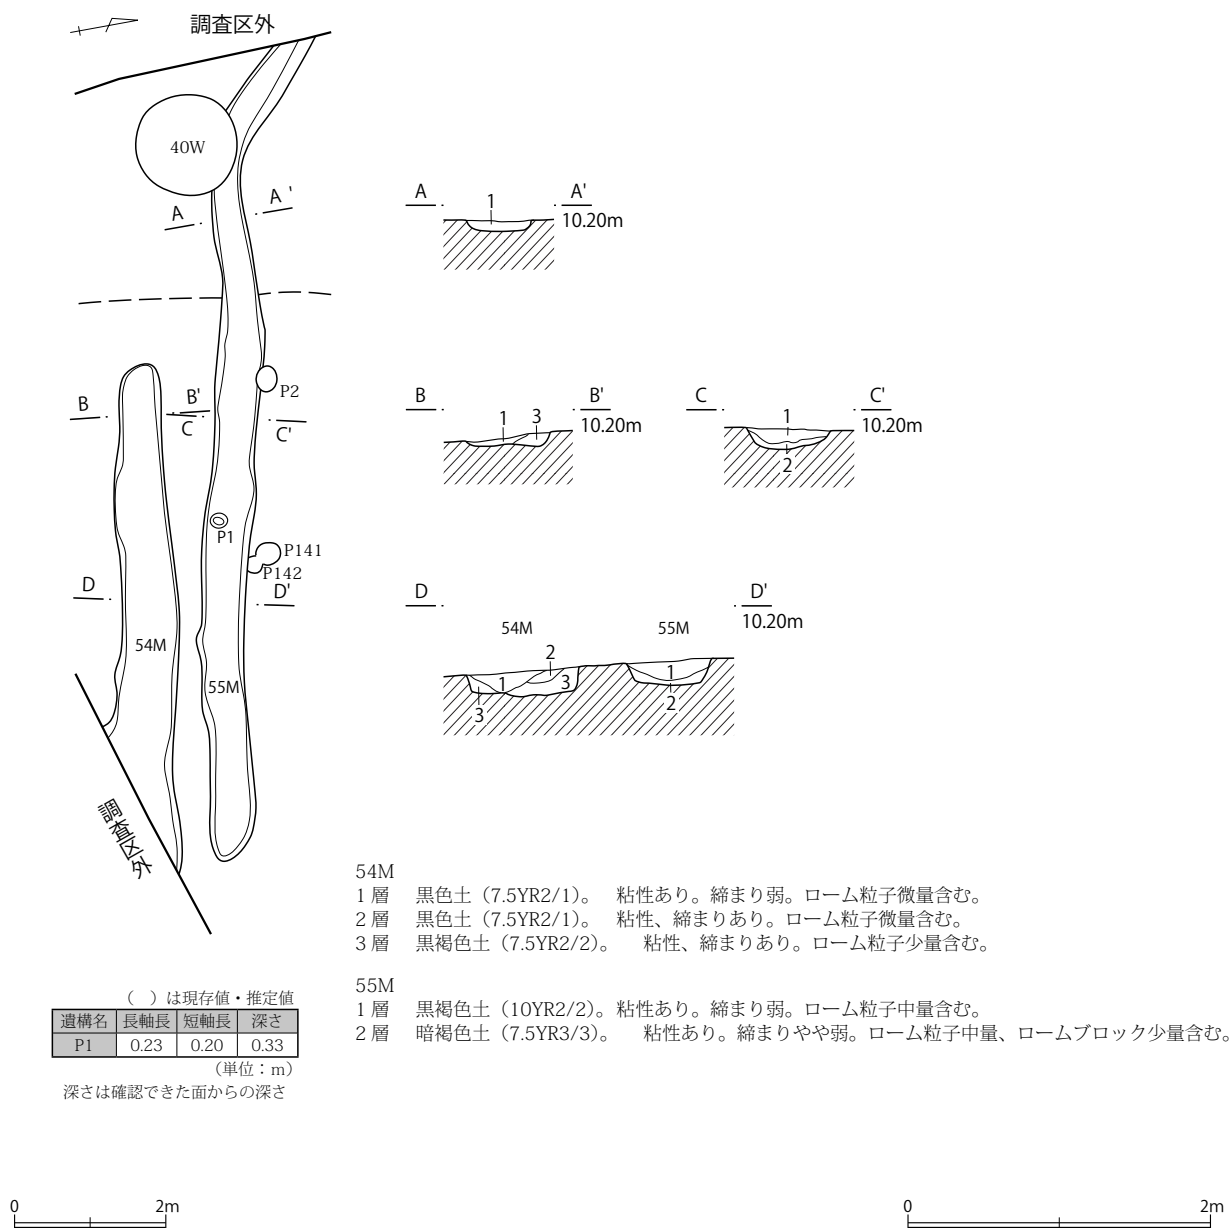 調査区外
40W
A A'
B B'
C C'
P2
P1
P141
P142
D D'
54M
55M
調査区外
A A'
1
10.20m
B B'
1 3
10.20m
C C'
1
10.20m
2
D D'
10.20m
54M 55M
2
1 3 1
3 2
54M
1層 黒色土（7.5YR2/1）。 粘性あり。締まり弱。ローム粒子微量含む。
2層 黒色土（7.5YR2/1）。 粘性、締まりあり。ローム粒子微量含む。
3層 黒褐色土（7.5YR2/2）。 粘性、締まりあり。ローム粒子少量含む。
55M
1層 黒褐色土（10YR2/2）。粘性あり。締まり弱。ローム粒子中量含む。
2層 暗褐色土（7.5YR3/3）。 粘性あり。締まりやや弱。ローム粒子中量、ロームブロック少量含む。
（ ）は現存値・推定値
遺構名 長軸長 短軸長 深さ
P1 0.23 0.20 0.33
（単位：m）
深さは確認できた面からの深さ
0 2m
0 2m